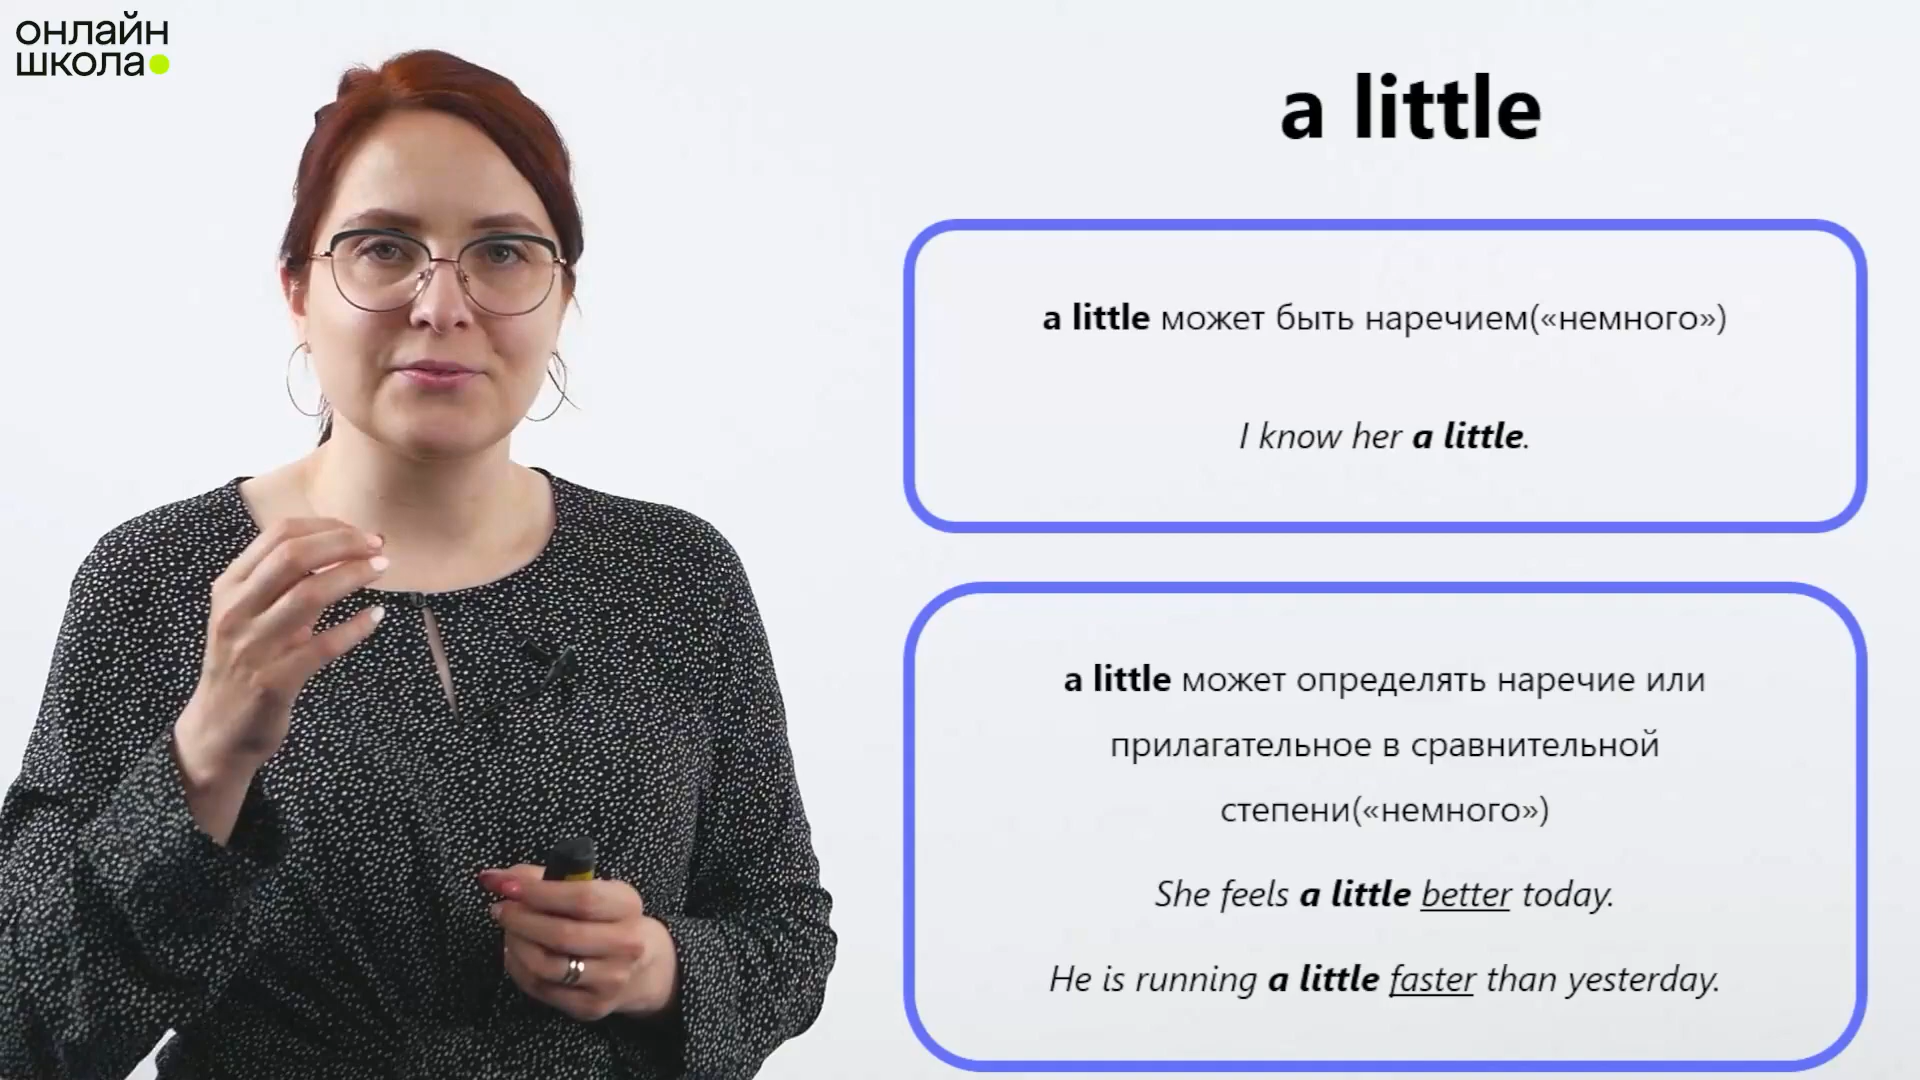 онлайн
школа
a little
a little может быть наречием(«немного»)
I know her a little.
a little может определять наречие или
прилагательное в сравнительной
степени(«немного»)
She feels a little better today.
He is running a little faster than yesterday.